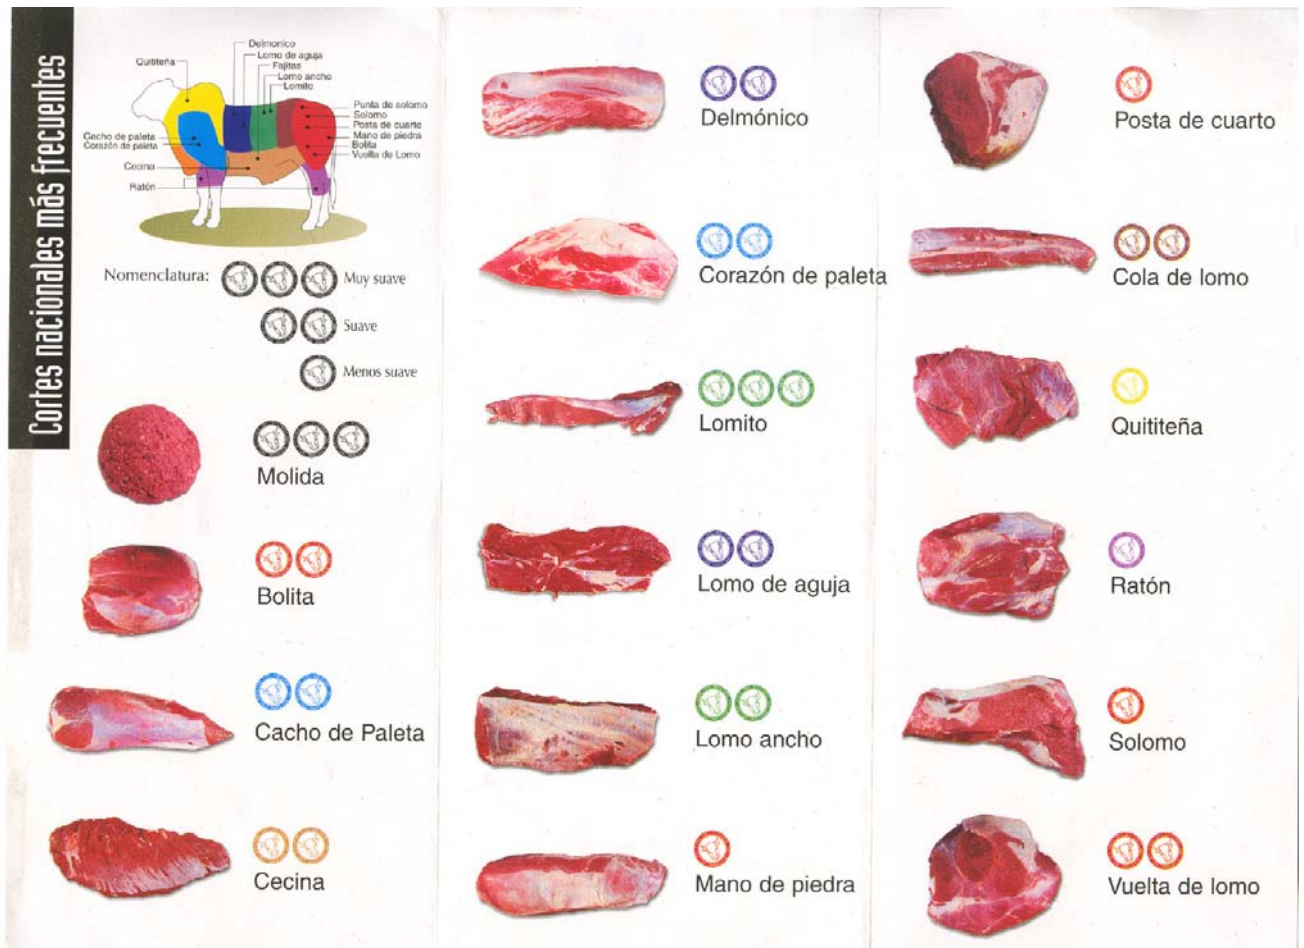 Cortes nacionales más frecuentes
Delmonico
Lomo de aguja
Fajitas
Lomo ancho
Lomito
Quititeña
Punta de solomo
Solomo
Posta de cuarto
Mano de piedra
Bolita
Vuelta de Lomo
Cacho de paleta
Corazón de paleta
Cecina
Ratón
Nomenclatura:
Muy suave
Suave
Menos suave
Molida
Bolita
Cacho de Paleta
Cecina
Delmónico
Corazón de paleta
Lomito
Lomo de aguja
Lomo ancho
Mano de piedra
Posta de cuarto
Cola de lomo
Quititeña
Ratón
Solomo
Vuelta de lomo